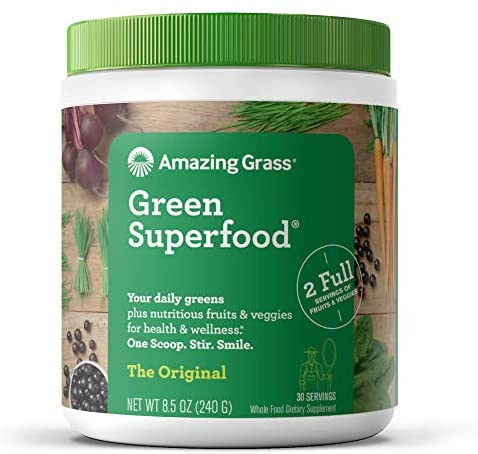 Amazing Grass®
Green
Superfood®
2 Full
SERVINGS OF
FRUITS & VEGGIES
Your daily greens
plus nutritious fruits & veggies
for health & wellness.*
One Scoop. Stir. Smile.
The Original
30 SERVINGS
NET WT 8.5 OZ (240 G)
Whole Food Dietary Supplement